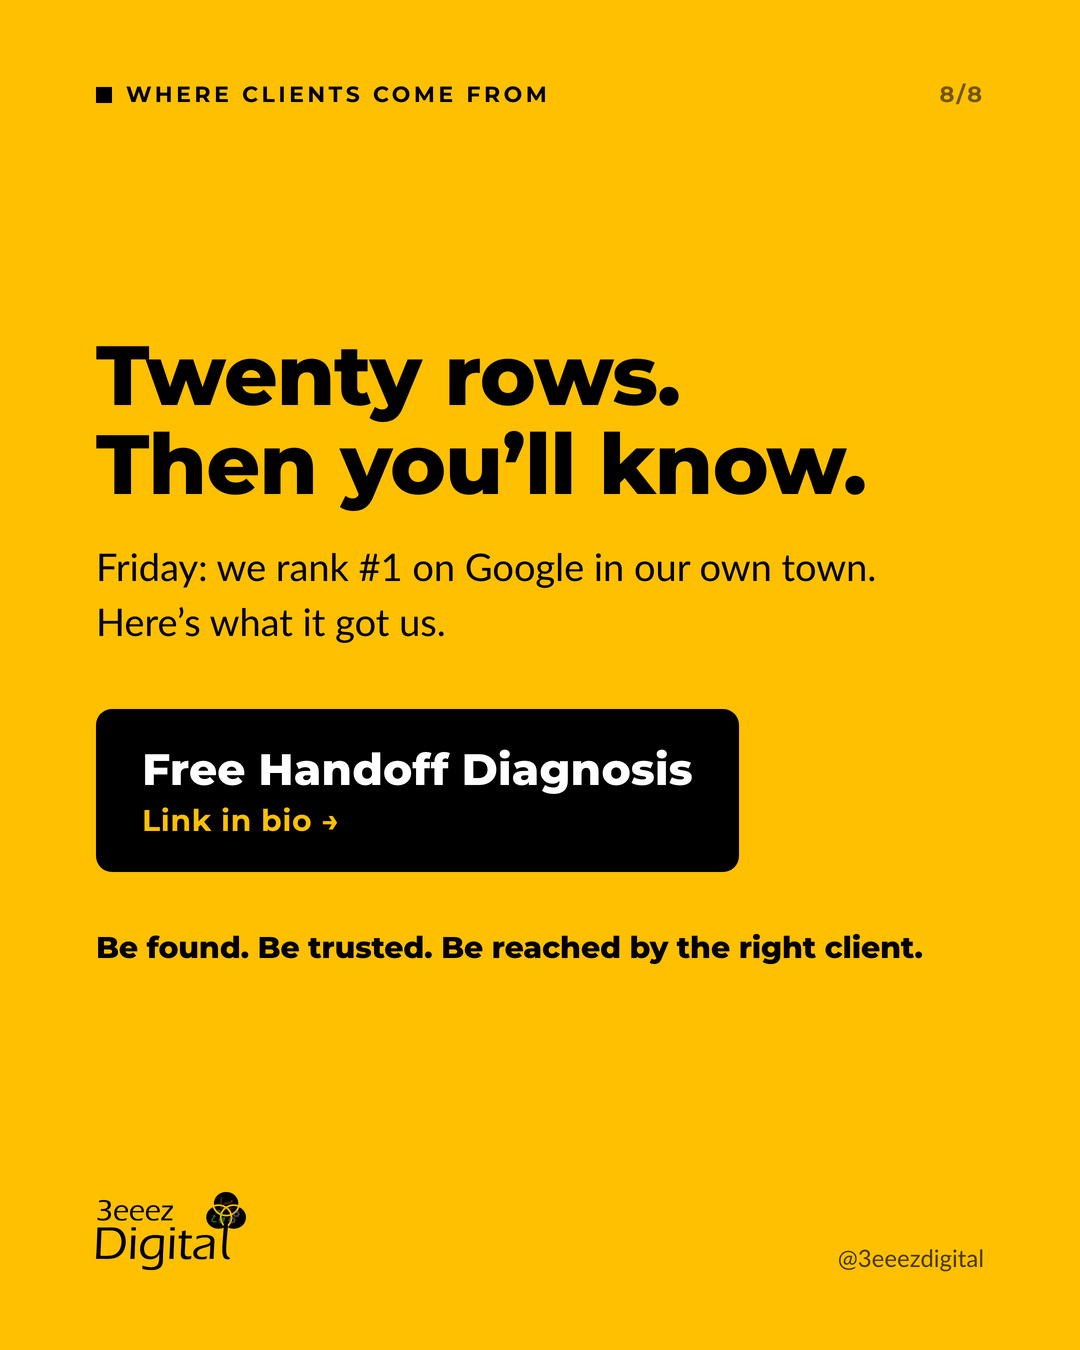 WHERE CLIENTS COME FROM
8/8
Twenty rows.
Then you’ll know.
Friday: we rank #1 on Google in our own town.
Here’s what it got us.
Free Handoff Diagnosis
Link in bio →
Be found. Be trusted. Be reached by the right client.
3eeez
Digital
@3eeezdigital